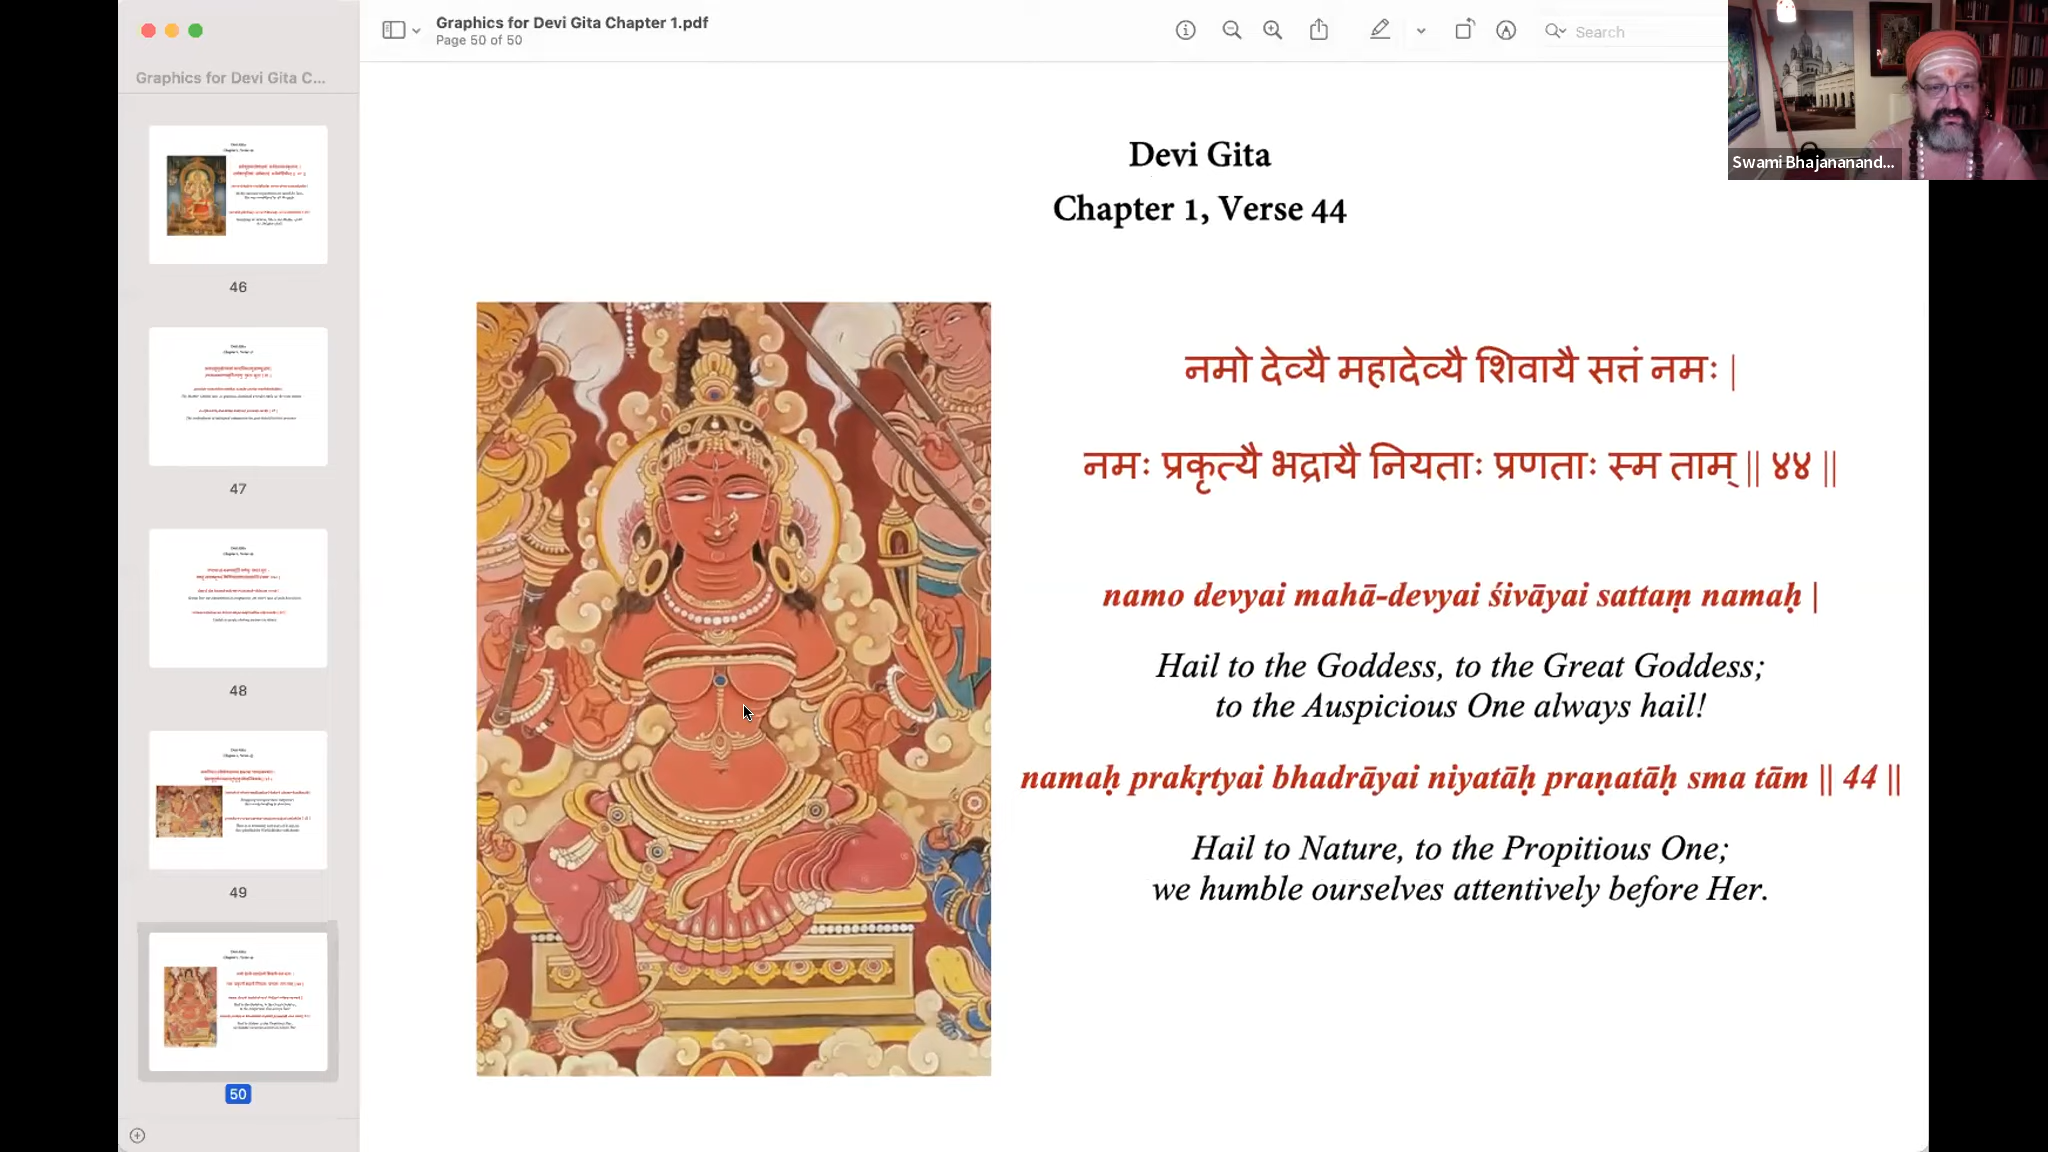 Graphics for Devi Gita Chapter 1.pdf
Page 50 of 50
Search
Swami Bhajananand...
Graphics for Devi Gita C...
46
47
48
49
50
Devi Gita
Chapter 1, Verse 44
नमो देव्यै महादेव्यै शिवायै सत्तं नमः |
नमः प्रकृत्यै भद्रायै नियताः प्रणताः स्म ताम् || ४४ ||
namo devyai mahā-devyai śivāyai sattaṃ namaḥ |
Hail to the Goddess, to the Great Goddess;
to the Auspicious One always hail!
namaḥ prakṛtyai bhadrāyai niyatāḥ praṇatāḥ sma tām || 44 ||
Hail to Nature, to the Propitious One;
we humble ourselves attentively before Her.